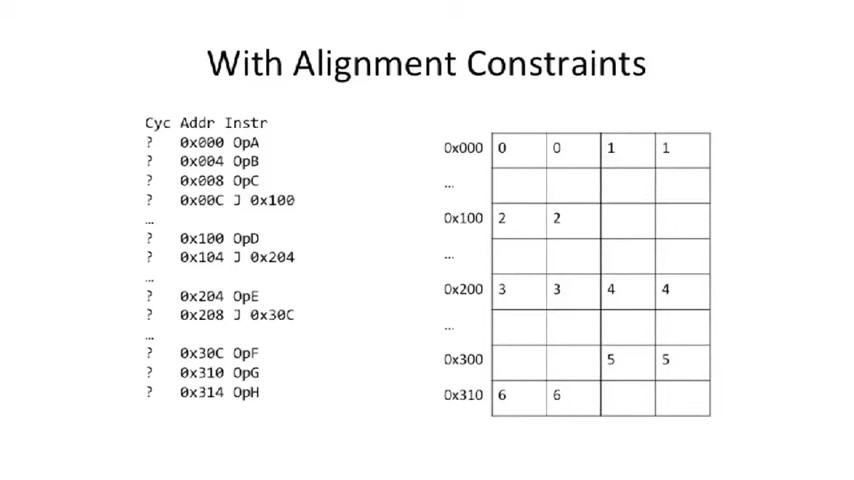 With Alignment Constraints
Cyc Addr Instr
? 0x000 OpA
? 0x004 OpB
? 0x008 OpC
? 0x00C J 0x100
…
? 0x100 OpD
? 0x104 J 0x204
…
? 0x204 OpE
? 0x208 J 0x30C
…
? 0x30C OpF
? 0x310 OpG
? 0x314 OpH
0x000 0 0 1 1
...
0x100 2 2
...
0x200 3 3 4 4
...
0x300 5 5
0x310 6 6